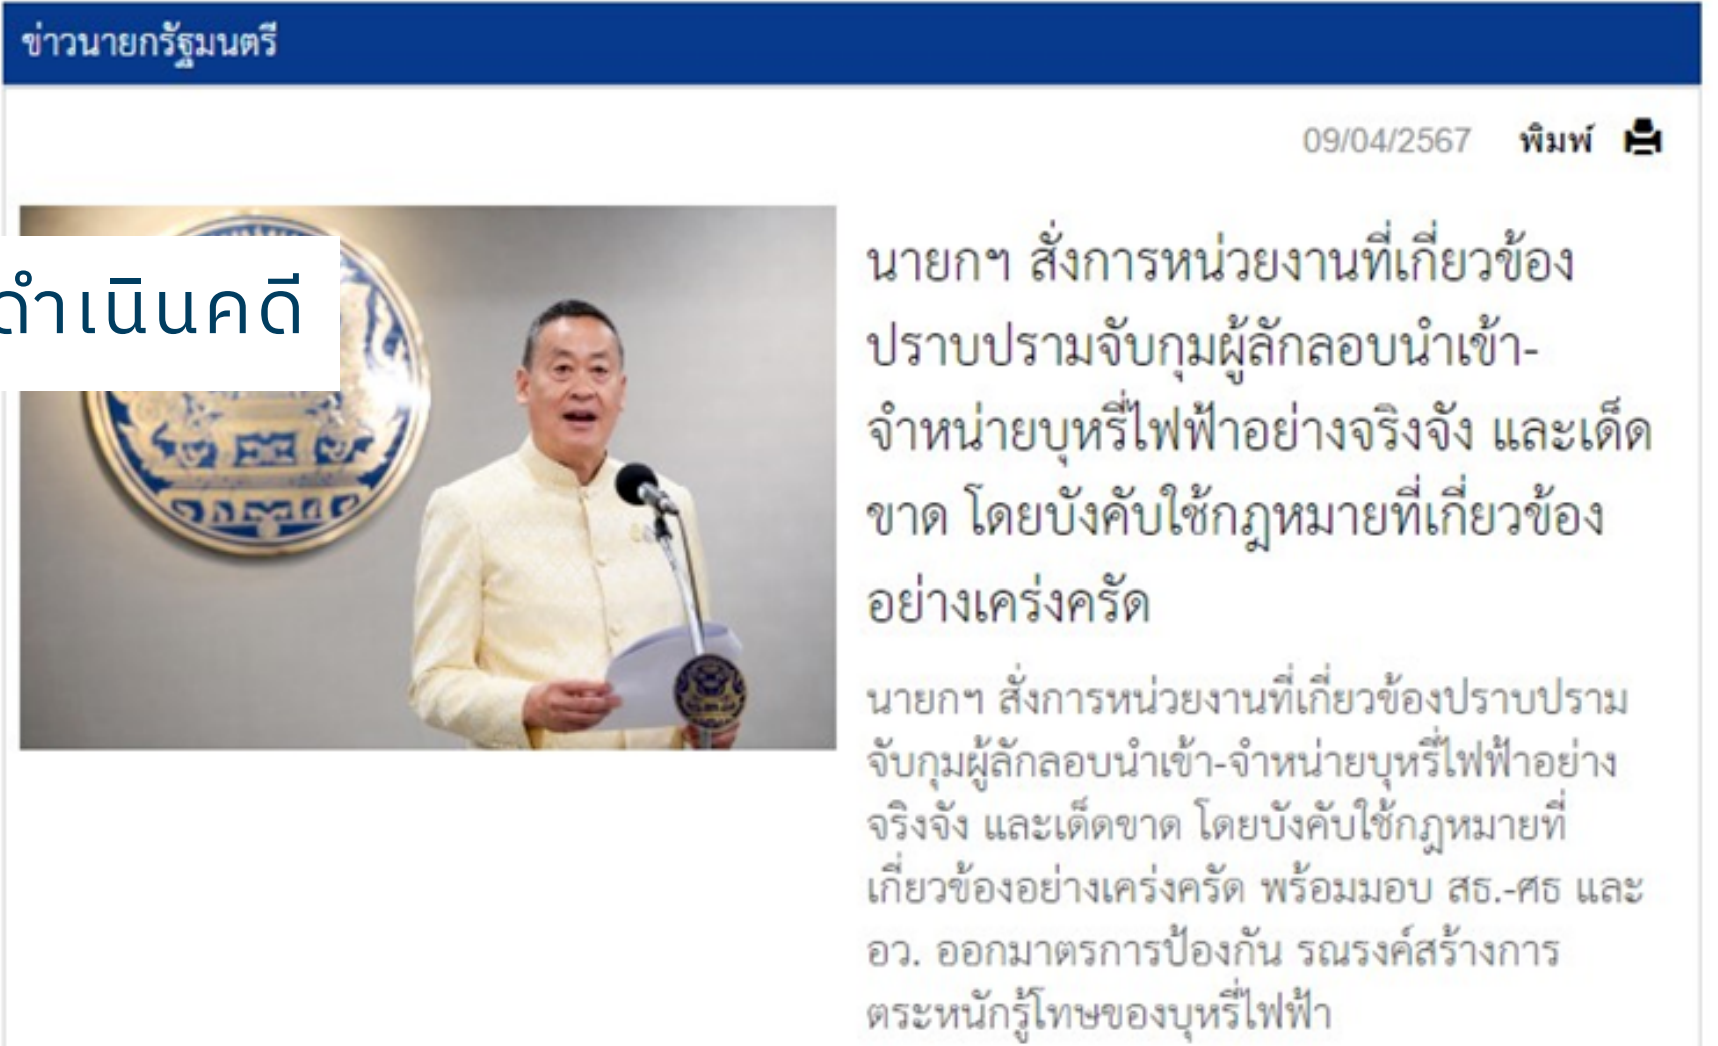 ข่าวนายกรัฐมนตรี
09/04/2567 พิมพ์
ดำเนินคดี
นายกฯ สั่งการหน่วยงานที่เกี่ยวข้อง
ปราบปรามจับกุมผู้ลักลอบนำเข้า-
จำหน่ายบุหรี่ไฟฟ้าอย่างจริงจัง และเด็ด
ขาด โดยบังคับใช้กฎหมายที่เกี่ยวข้อง
อย่างเคร่งครัด
นายกฯ สั่งการหน่วยงานที่เกี่ยวข้องปราบปราม
จับกุมผู้ลักลอบนำเข้า-จำหน่ายบุหรี่ไฟฟ้าอย่าง
จริงจัง และเด็ดขาด โดยบังคับใช้กฎหมายที่
เกี่ยวข้องอย่างเคร่งครัด พร้อมมอบ สธ.-ศธ และ
อว. ออกมาตรการป้องกัน รณรงค์สร้างการ
ตระหนักรู้โทษของบุหรี่ไฟฟ้า